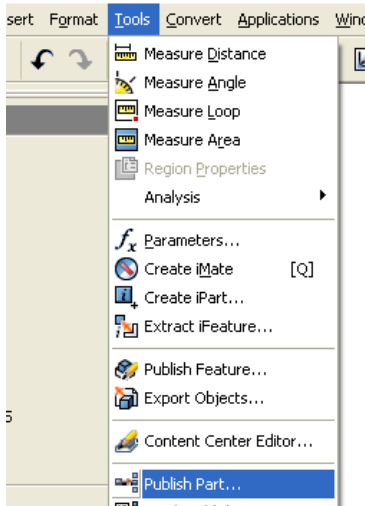 sert Format Tools Convert Applications Wind
Measure Distance
Measure Angle
Measure Loop
Measure Area
Region Properties
Analysis
Parameters...
Create iMate [Q]
Create iPart...
Extract iFeature...
Publish Feature...
Export Objects...
5
Content Center Editor...
Publish Part...